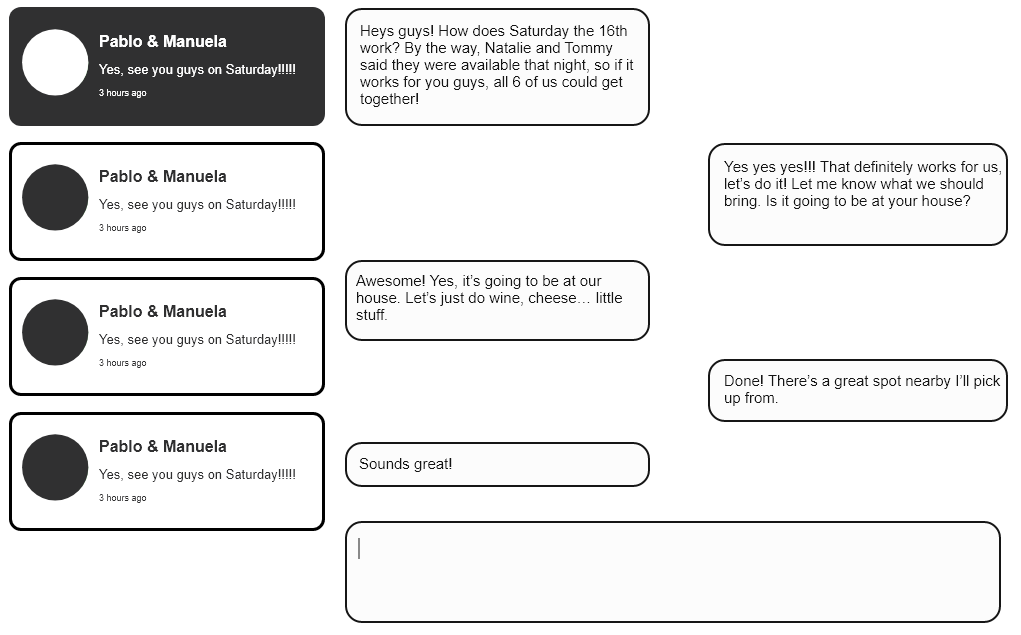 Pablo & Manuela
Yes, see you guys on Saturday!!!!!
3 hours ago
Pablo & Manuela
Yes, see you guys on Saturday!!!!!
3 hours ago
Pablo & Manuela
Yes, see you guys on Saturday!!!!!
3 hours ago
Pablo & Manuela
Yes, see you guys on Saturday!!!!!
3 hours ago
Heys guys! How does Saturday the 16th
work? By the way, Natalie and Tommy
said they were available that night, so if it
works for you guys, all 6 of us could get
together!
Yes yes yes!!! That definitely works for us,
let’s do it! Let me know what we should
bring. Is it going to be at your house?
Awesome! Yes, it’s going to be at our
house. Let’s just do wine, cheese… little
stuff.
Done! There’s a great spot nearby I’ll pick
up from.
Sounds great!